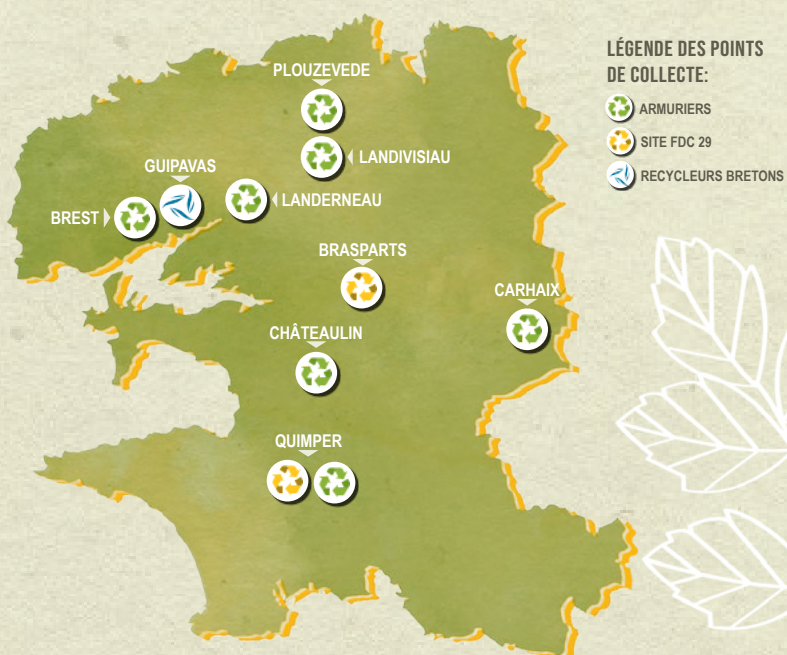 LÉGENDE DES POINTS
DE COLLECTE:
ARMURIERS
SITE FDC 29
RECYCLEURS BRETONS
PLOUZEVEDE
LANDIVISIAU
GUIPAVAS
LANDERNEAU
BREST
BRASPARTS
CARHAIX
CHÂTEAULIN
QUIMPER